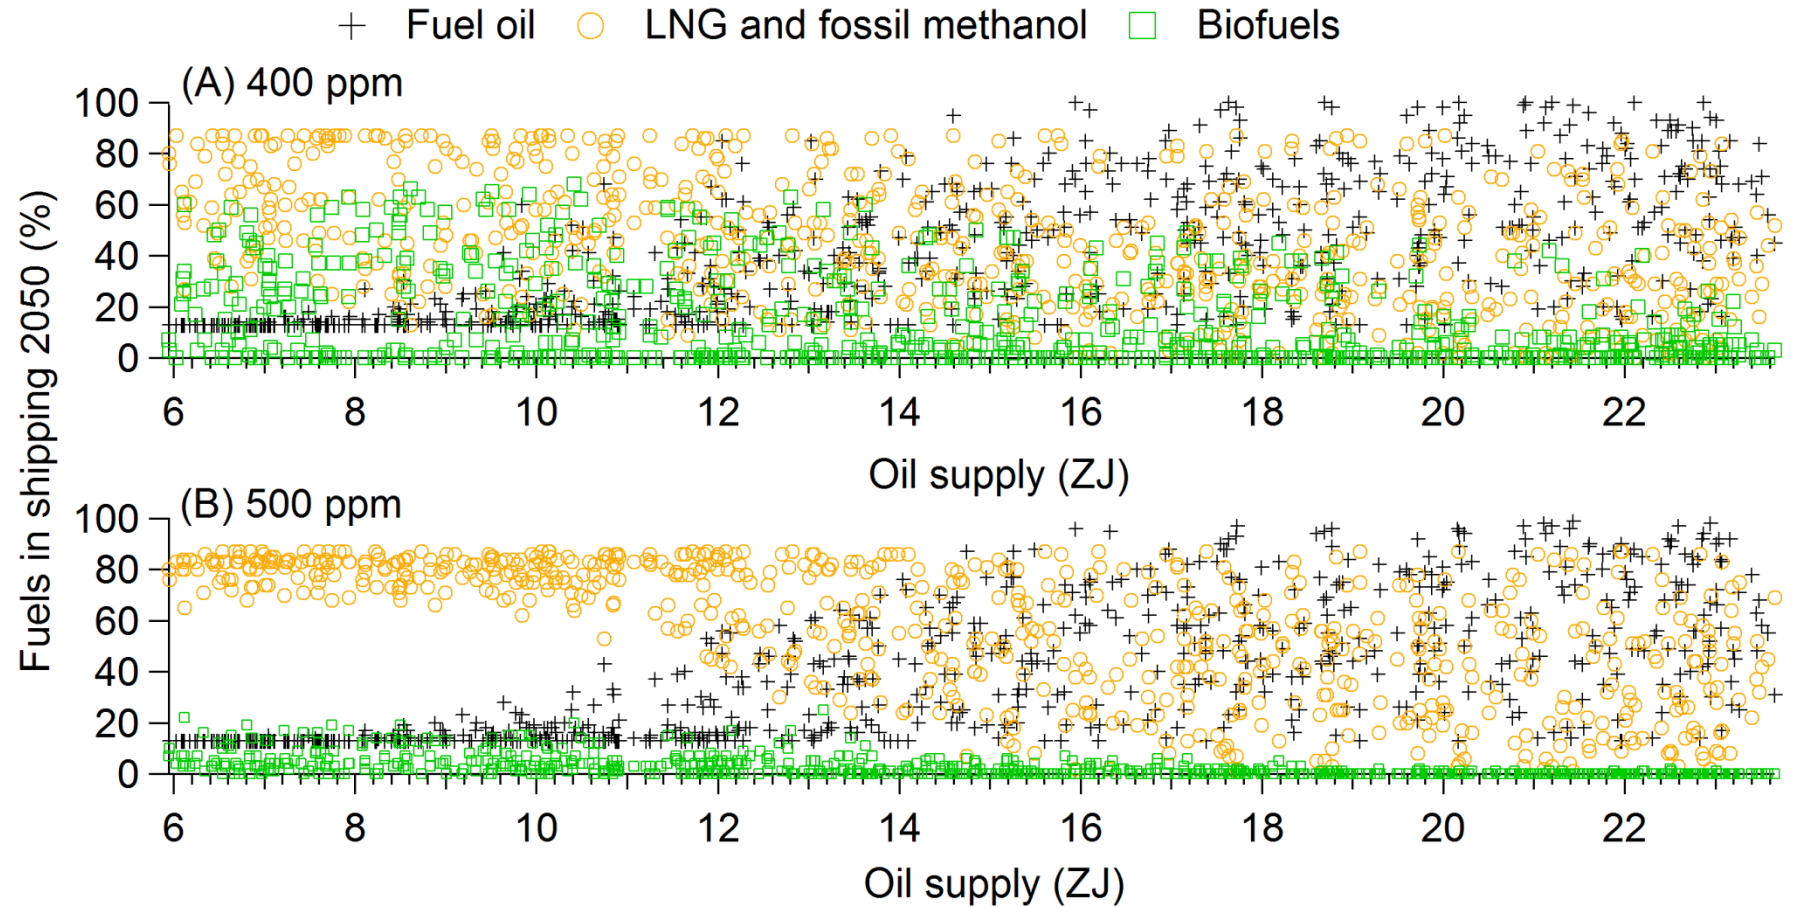 Fuel oil LNG and fossil methanol Biofuels
(A) 400 ppm
100
80
60
40
20
0
6 8 10 12 14 16 18 20 22
Oil supply (ZJ)
Fuels in shipping 2050 (%)
(B) 500 ppm
100
80
60
40
20
0
6 8 10 12 14 16 18 20 22
Oil supply (ZJ)